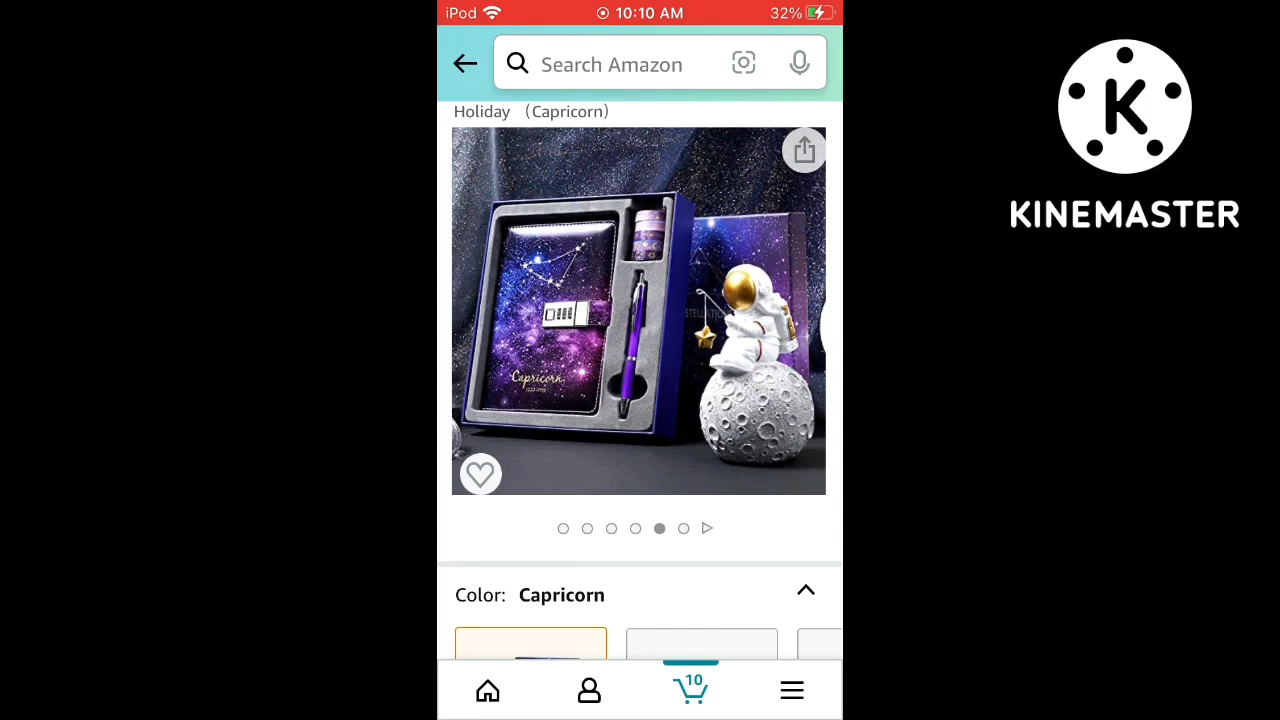 iPod 10:10 AM 32%
Search Amazon
Holiday （Capricorn）
Capricorn
Color: Capricorn
10
KINEMASTER